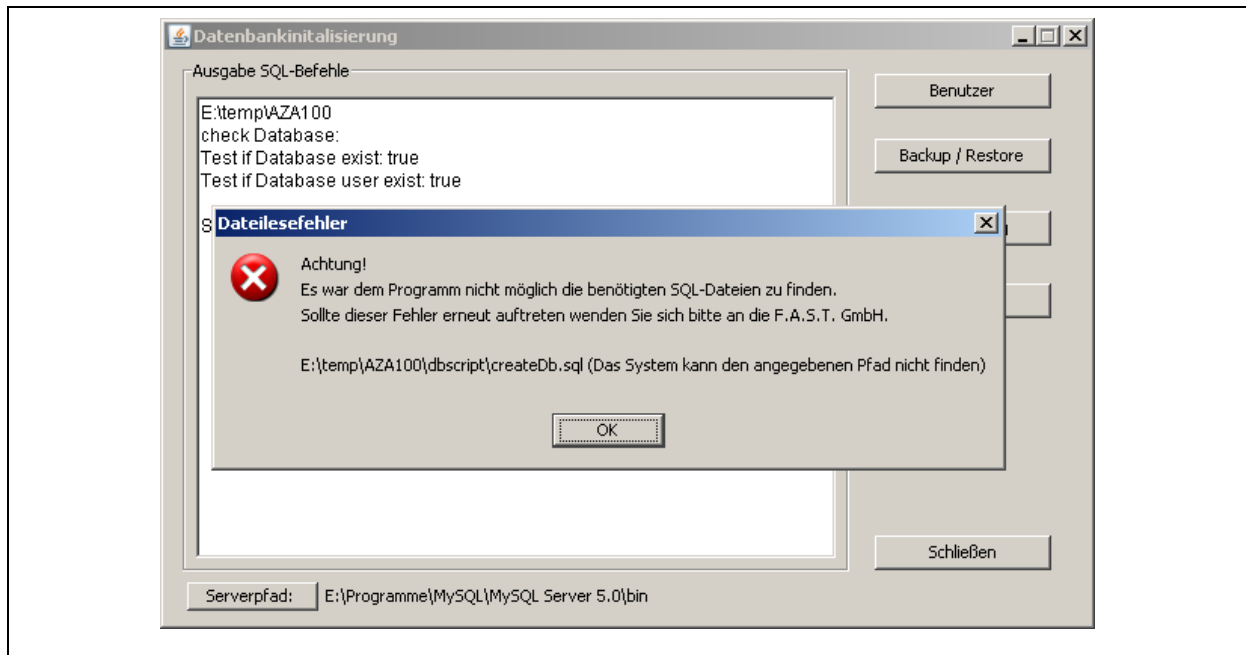 Datenbankinitalisierung
Ausgabe SQL-Befehle
E:\temp\AZA100
check Database:
Test if Database exist: true
Test if Database user exist: true
S
Benutzer
Backup / Restore
Dateilesefehler
Achtung!
Es war dem Programm nicht möglich die benötigten SQL-Dateien zu finden.
Sollte dieser Fehler erneut auftreten wenden Sie sich bitte an die F.A.S.T. GmbH.
E:\temp\AZA100\dbscript\createDb.sql (Das System kann den angegebenen Pfad nicht finden)
OK
Schließen
Serverpfad: E:\Programme\MySQL\MySQL Server 5.0\bin